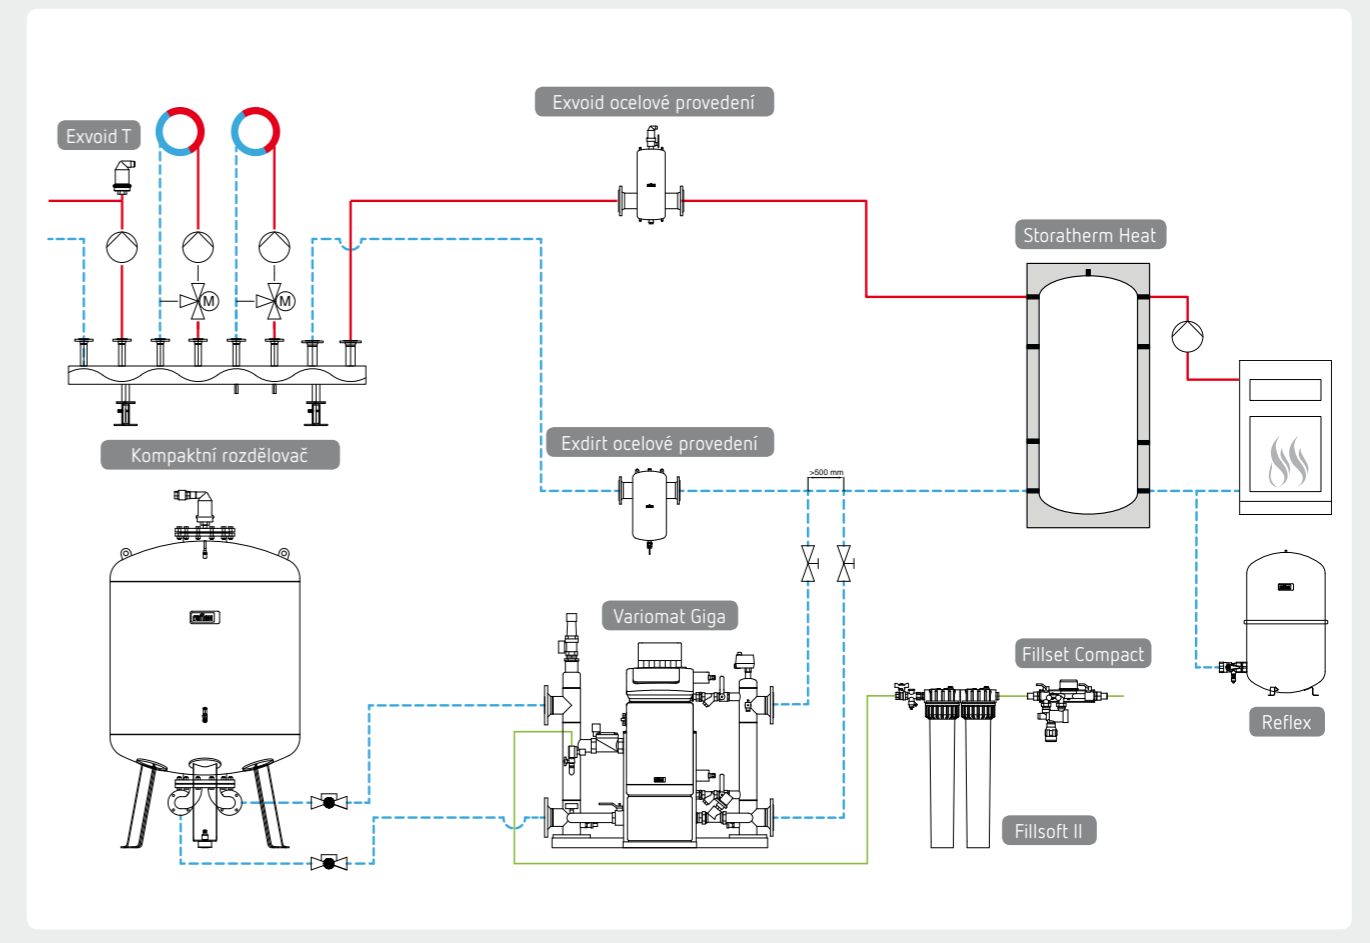 Exvoid ocelové provedení
Exvoid T
Storatherm Heat
M
M
Exdirt ocelové provedení
Kompaktní rozdělovač
>500 mm
reflex
Variomat Giga
Fillset Compact
Reflex
Fillsoft II